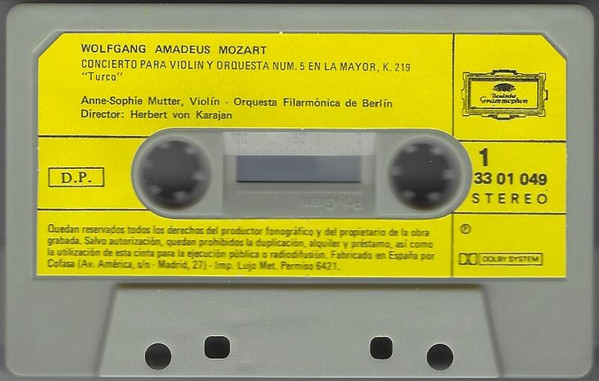 WOLFGANG AMADEUS MOZART
CONCIERTO PARA VIOLIN Y ORQUESTA NUM. 5 EN LA MAYOR, K. 219
"Turco"
Anne-Sophie Mutter, Violín - Orquesta Filarmónica de Berlín
Director: Herbert von Karajan
Deutsche
Grammophon
D.P.
PolyGram
1
33 01 049
STEREO
Quedan reservados todos los derechos del productor fonográfico y del propietario de la obra
grabada. Salvo autorización, quedan prohibidos la duplicación, alquiler y préstamo, así como
la utilización de esta cinta para la ejecución pública o radiodifusión. Fabricado en España por
Cofasa (Av. América, s/n - Madrid, 27) - Imp. Lujo Met. Permiso 6421.
℗
DOLBY SYSTEM